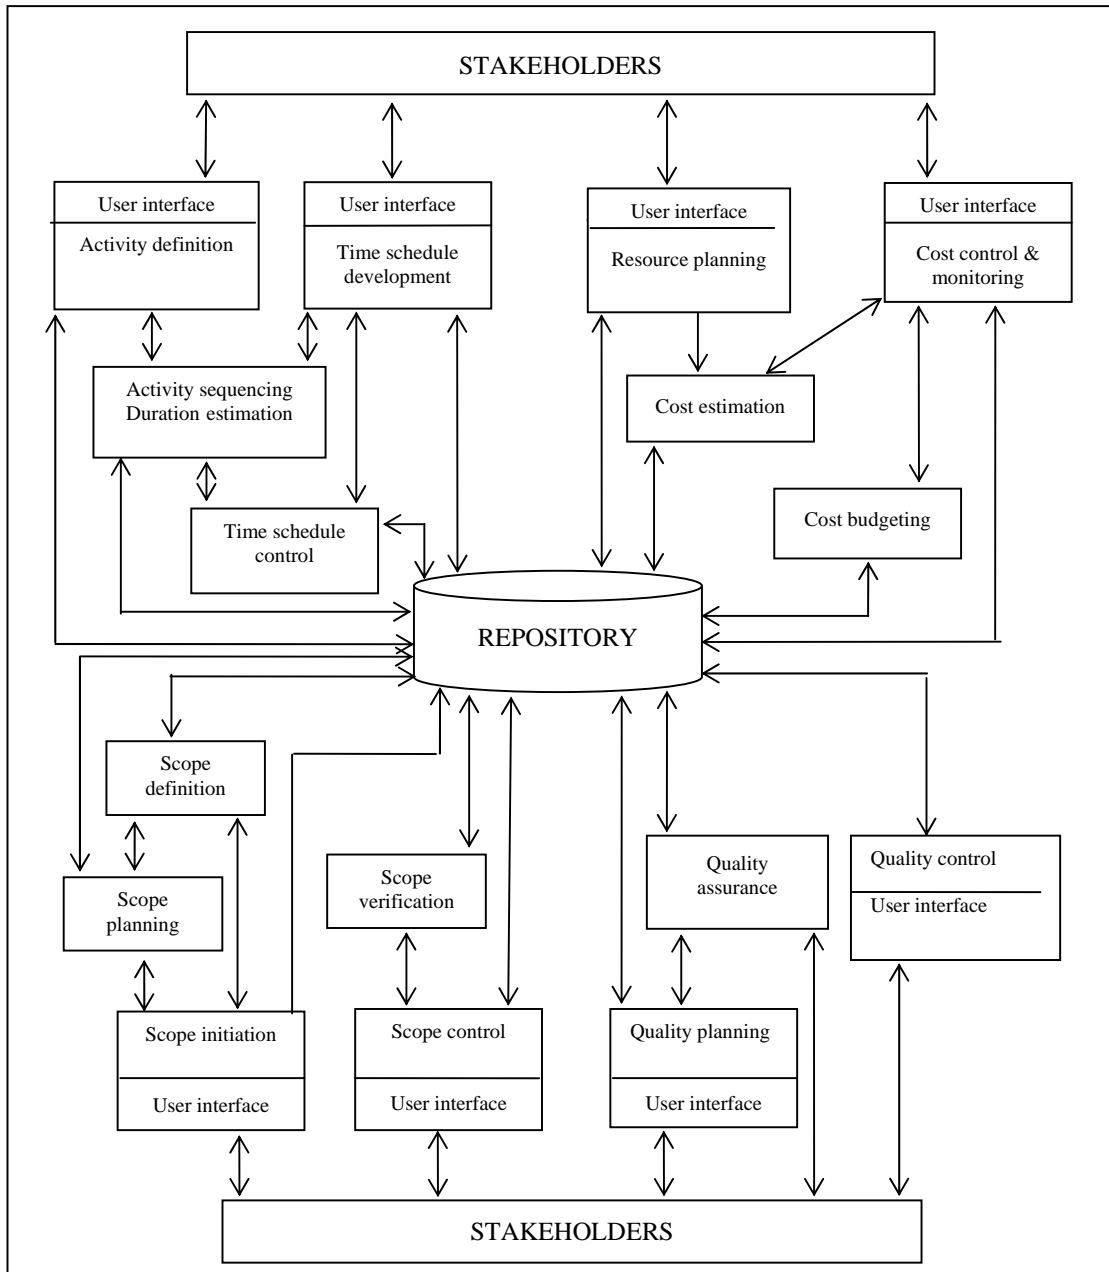 STAKEHOLDERS
User interface
Activity definition
User interface
Time schedule
development
User interface
Resource planning
User interface
Cost control &
monitoring
Activity sequencing
Duration estimation
Cost estimation
Time schedule
control
Cost budgeting
REPOSITORY
Scope
definition
Scope
planning
Scope
verification
Quality
assurance
Quality control
User interface
Scope initiation
User interface
Scope control
User interface
Quality planning
User interface
STAKEHOLDERS